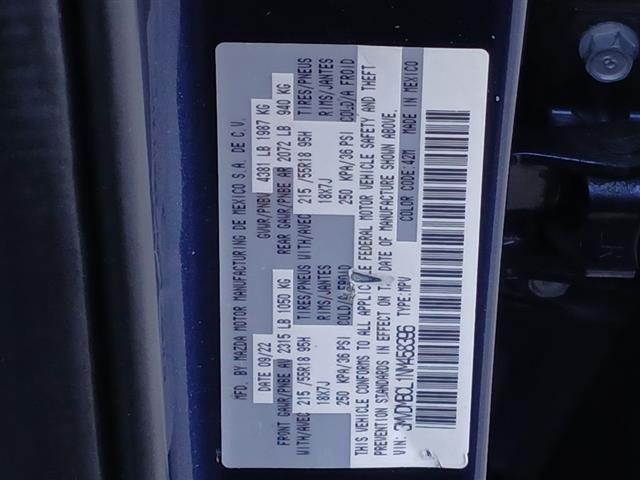 MFD. BY MAZDA MOTOR MANUFACTURING DE MEXICO S.A. DE C.V.
DATE 09/22 GVWR/PNBV 4381 LB 1987 KG
FRONT GAWR/PNBE AV 2315 LB 1050 KG REAR GAWR/PNBE AR 2072 LB 940 KG
WITH/AVEC TIRES/PNEUS WITH/AVEC TIRES/PNEUS
215 /55R18 95H RIMS/JANTES 215 /55R18 95H RIMS/JANTES
18X7J COLD/A FROID 18X7J COLD/A FROID
250 KPA/36 PSI 250 KPA/36 PSI
THIS VEHICLE CONFORMS TO ALL APPLICABLE FEDERAL MOTOR VEHICLE SAFETY AND THEFT
PREVENTION STANDARDS IN EFFECT ON THE DATE OF MANUFACTURE SHOWN ABOVE.
VIN: 3MVDMBCL1NM458396 TYPE: MPV COLOR CODE: 42M MADE IN MEXICO